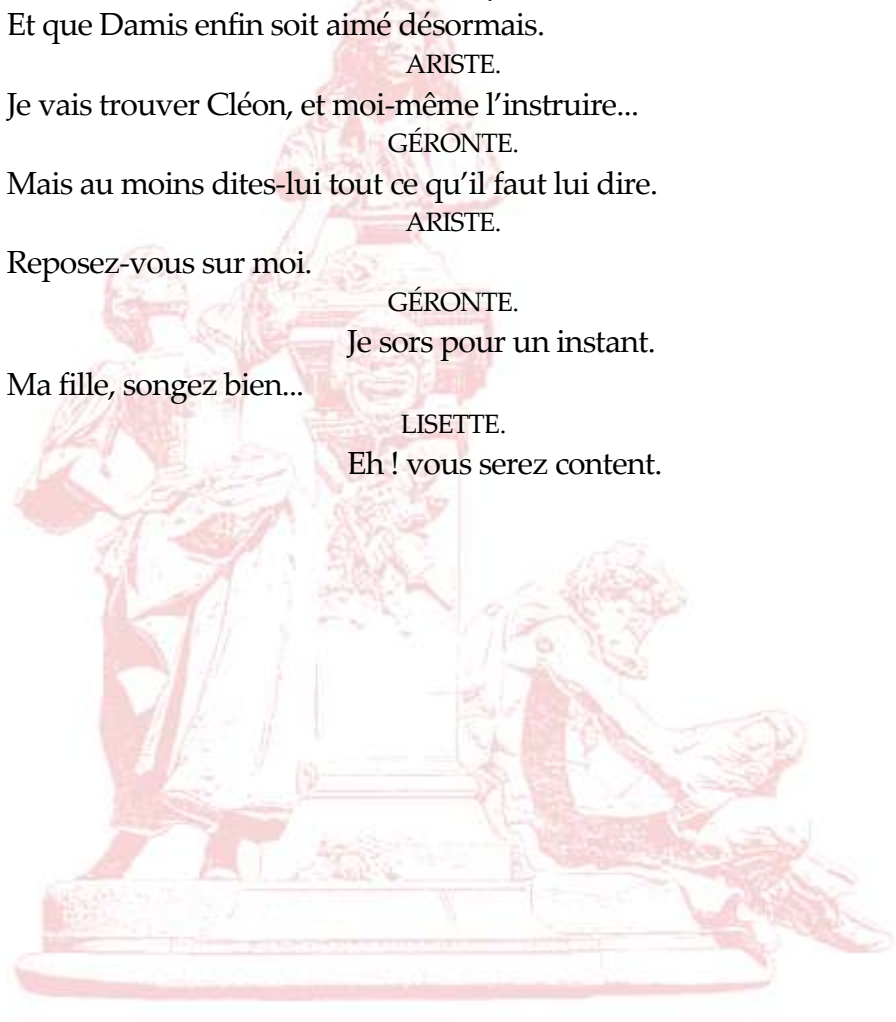 Et que Damis enfin soit aimé désormais.
ARISTE.
Je vais trouver Cléon, et moi-même l’instruire...
GÉRONTE.
Mais au moins dites-lui tout ce qu’il faut lui dire.
ARISTE.
Reposez-vous sur moi.
GÉRONTE.
Je sors pour un instant.
Ma fille, songez bien...
LISETTE.
Eh ! vous serez content.